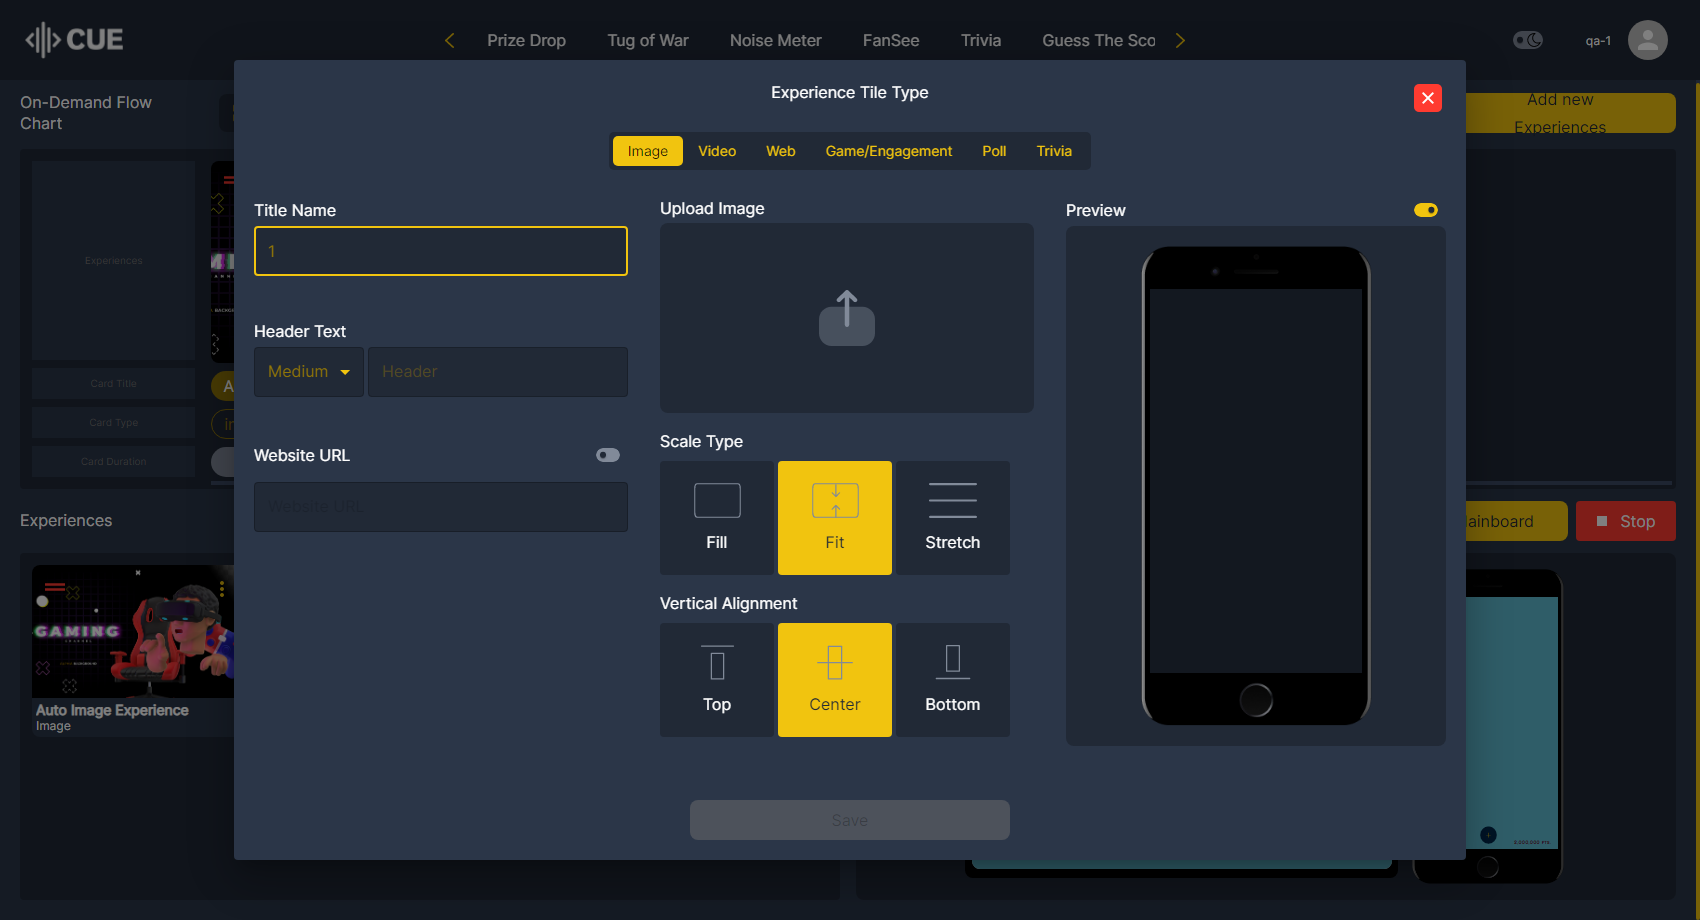 CUE
Prize Drop
Tug of War
Noise Meter
FanSee
Trivia
Guess The Sco
qa-1
On-Demand Flow
Chart
Add new
Experiences
Experience Tile Type
Image
Video
Web
Game/Engagement
Poll
Trivia
Title Name
1
Header Text
Medium
Header
Website URL
Website URL
Upload Image
Scale Type
Fill
Fit
Stretch
Vertical Alignment
Top
Center
Bottom
Preview
Save
Experiences
Card Title
Card Type
Card Duration
A
in
Experiences
GAMING
Auto Image Experience
Image
ainboard
Stop